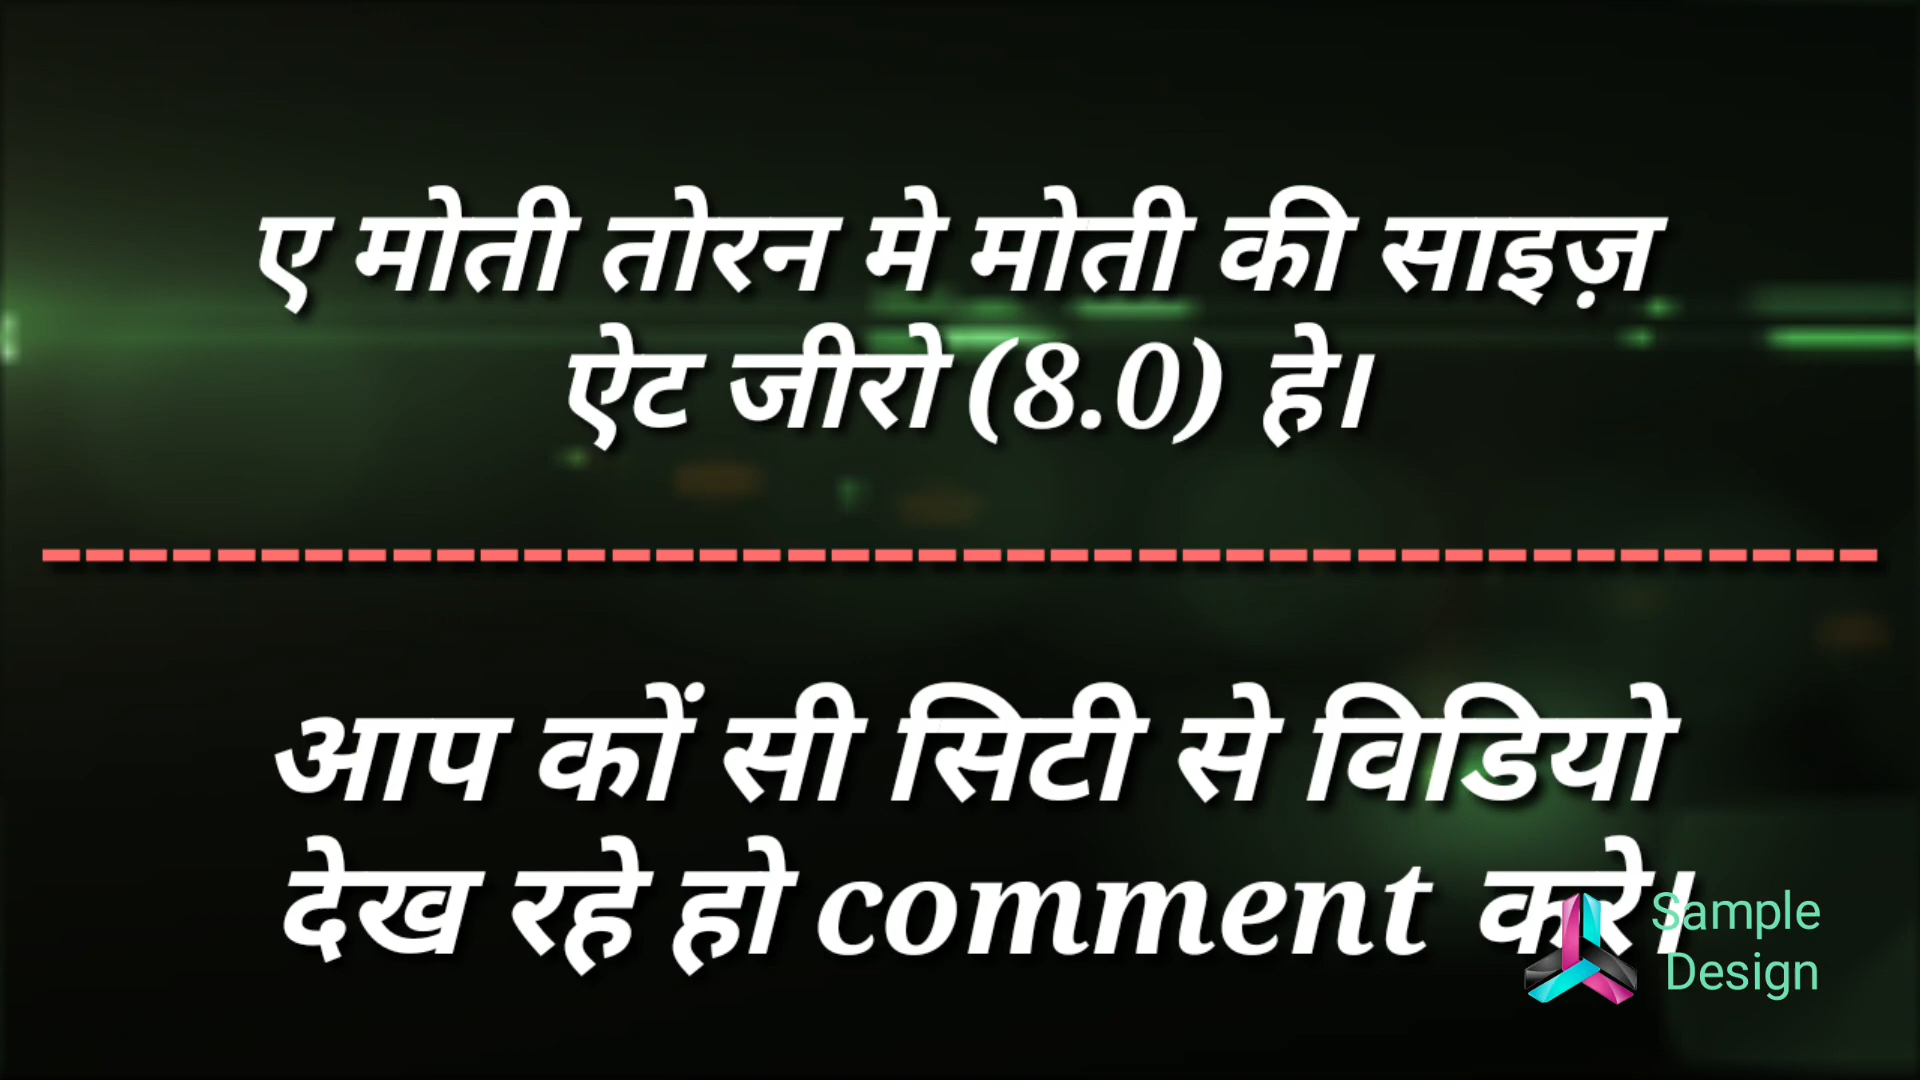 ए मोती तोरन मे मोती की साइज़
ऐट जीरो (8.0) हे।
आप कों सी सिटी से विडियो
देख रहे हो comment करे।
Sample
Design